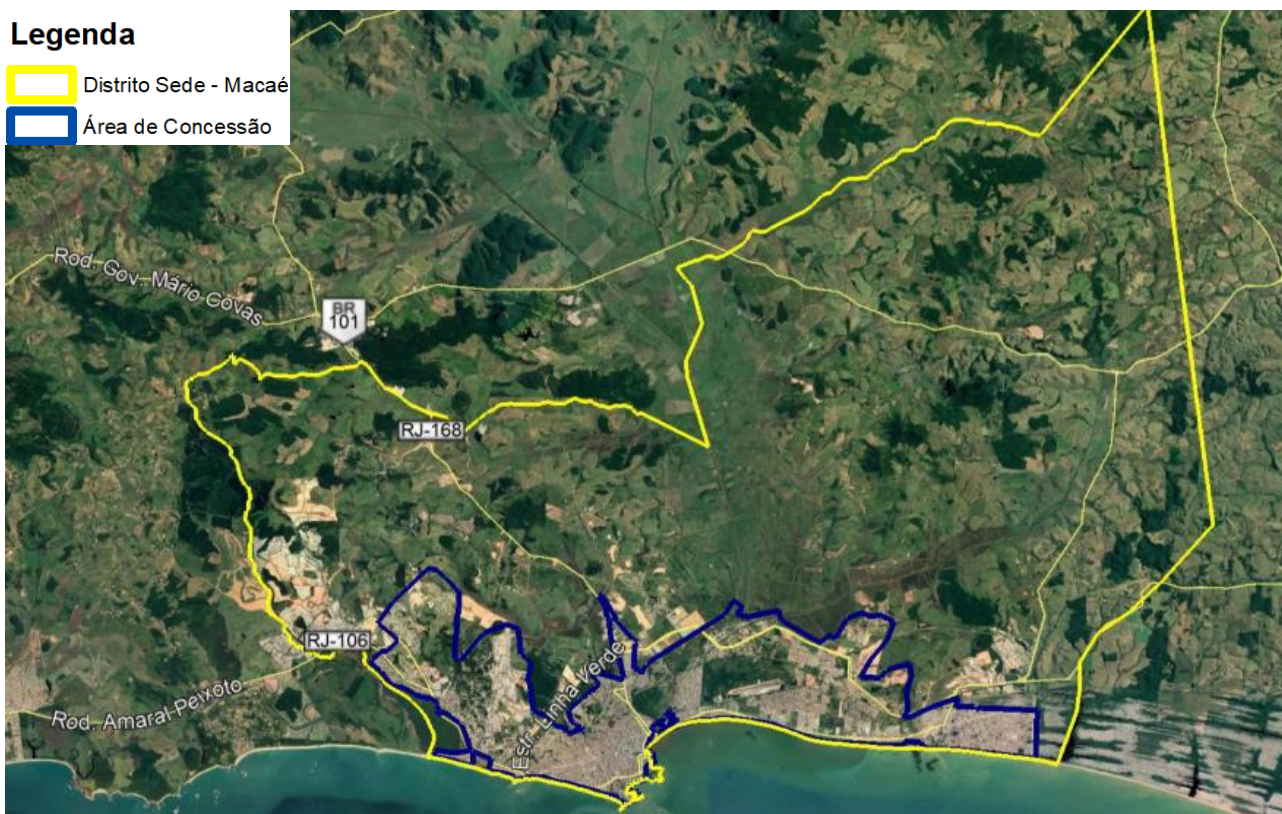 Legenda
Distrito Sede - Macaé
Área de Concessão
Rod. Gov. Mário Covas
BR
101
RJ-168
RJ-106
Rod. Amaral Peixoto
Estr. Linha Verde